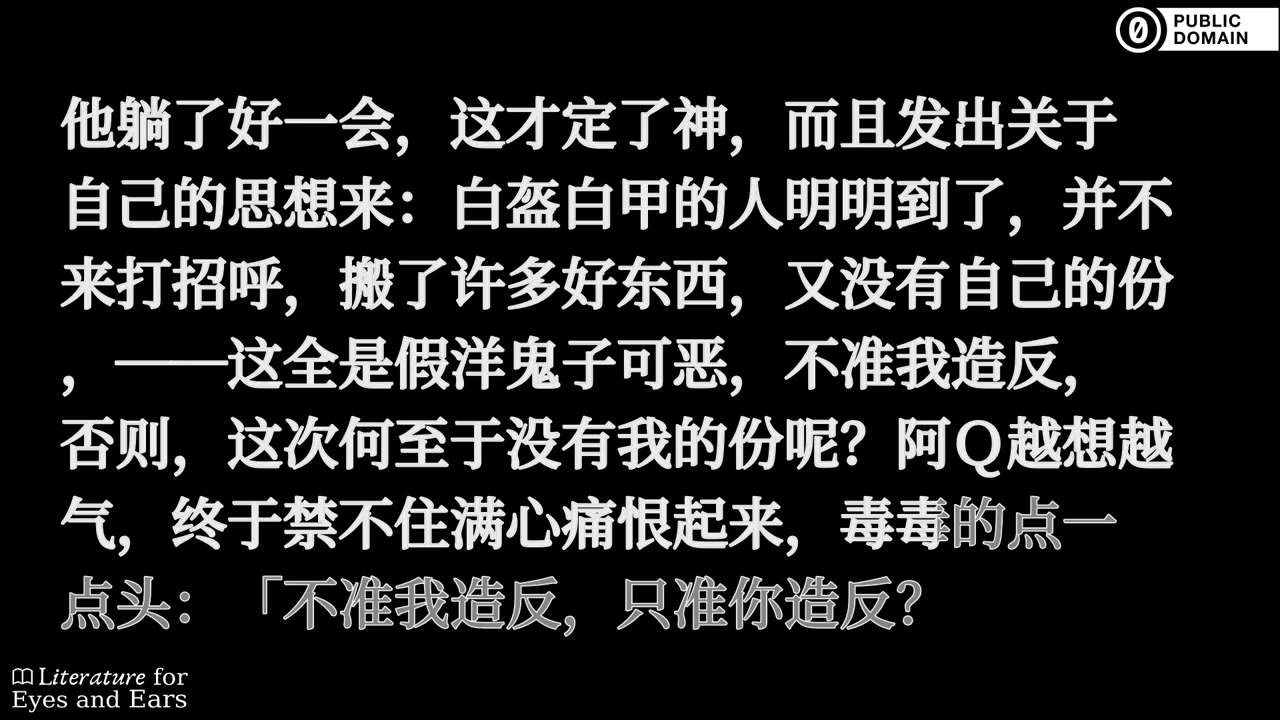 PUBLIC
DOMAIN
他躺了好一会，这才定了神，而且发出关于
自己的思想来：白盔白甲的人明明到了，并不
来打招呼，搬了许多好东西，又没有自己的份
，——这全是假洋鬼子可恶，不准我造反，
否则，这次何至于没有我的份呢？阿Ｑ越想越
气，终于禁不住满心痛恨起来，毒毒的点一
点头：「不准我造反，只准你造反？
Literature for
Eyes and Ears